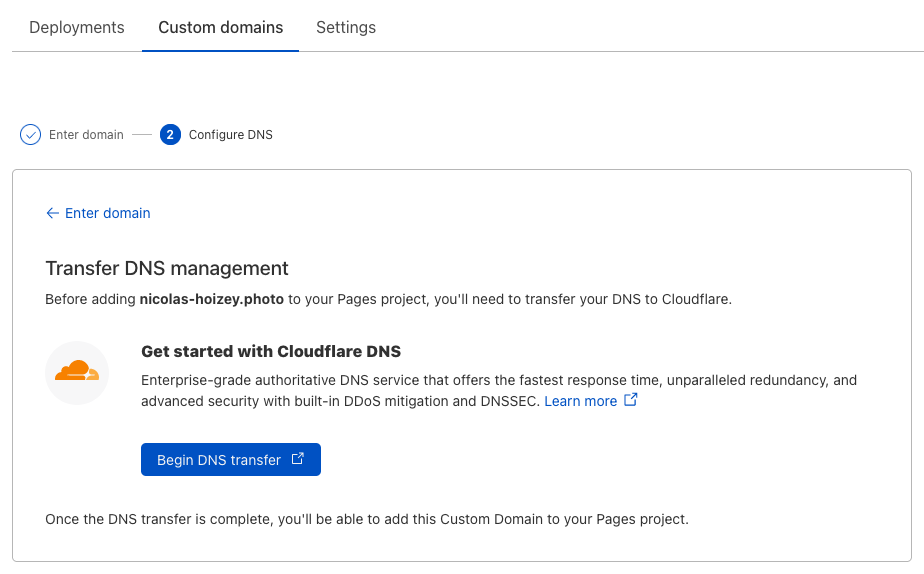 Deployments Custom domains Settings
Enter domain 2 Configure DNS
← Enter domain
Transfer DNS management
Before adding nicolas-hoizey.photo to your Pages project, you'll need to transfer your DNS to Cloudflare.
Get started with Cloudflare DNS
Enterprise-grade authoritative DNS service that offers the fastest response time, unparalleled redundancy, and
advanced security with built-in DDoS mitigation and DNSSEC. Learn more
Begin DNS transfer
Once the DNS transfer is complete, you'll be able to add this Custom Domain to your Pages project.